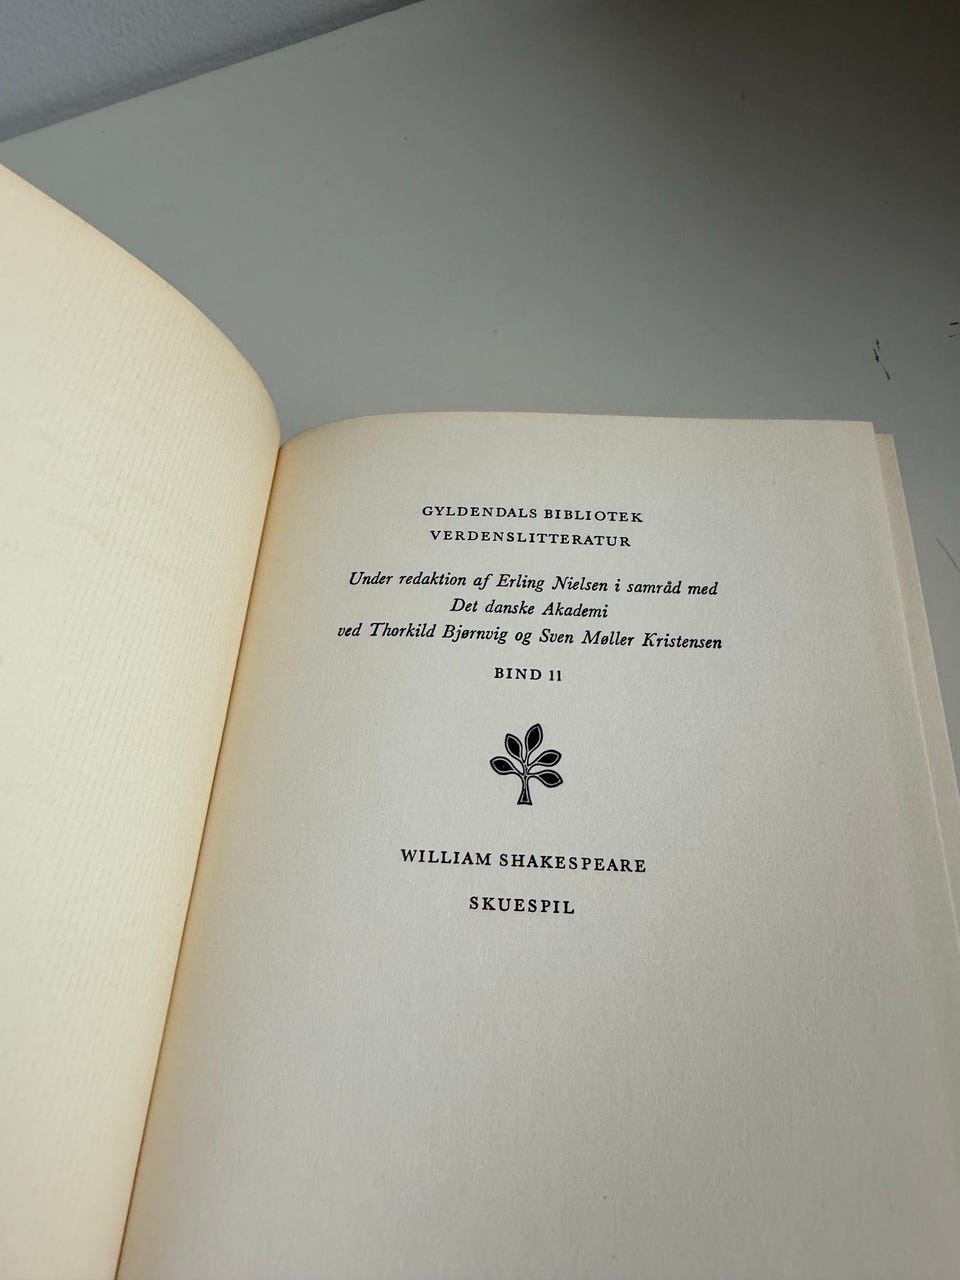 GYLDENDALS BIBLIOTEK
VERDENSLITTERATUR
Under redaktion af Erling Nielsen i samråd med
Det danske Akademi
ved Thorkild Bjørnvig og Sven Møller Kristensen
BIND 11
WILLIAM SHAKESPEARE
SKUESPIL